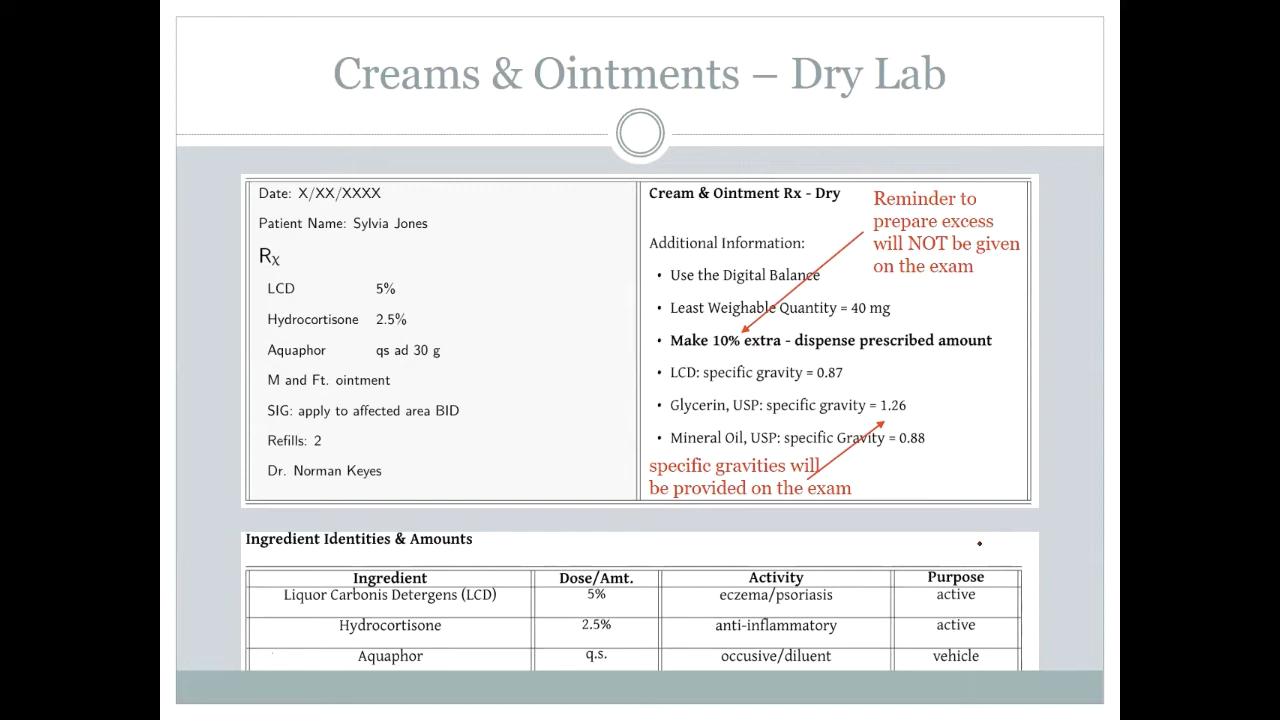 Creams & Ointments – Dry Lab
Date: X/XX/XXXX
Patient Name: Sylvia Jones
Rx
LCD 5%
Hydrocortisone 2.5%
Aquaphor qs ad 30 g
M and Ft. ointment
SIG: apply to affected area BID
Refills: 2
Dr. Norman Keyes
Cream & Ointment Rx - Dry
Reminder to
prepare excess
will NOT be given
on the exam
Additional Information:
• Use the Digital Balance
• Least Weighable Quantity = 40 mg
• Make 10% extra - dispense prescribed amount
• LCD: specific gravity = 0.87
• Glycerin, USP: specific gravity = 1.26
• Mineral Oil, USP: specific Gravity = 0.88
specific gravities will
be provided on the exam
Ingredient Identities & Amounts
Ingredient Dose/Amt. Activity Purpose
Liquor Carbonis Detergens (LCD) 5% eczema/psoriasis active
Hydrocortisone 2.5% anti-inflammatory active
Aquaphor q.s. occusive/diluent vehicle